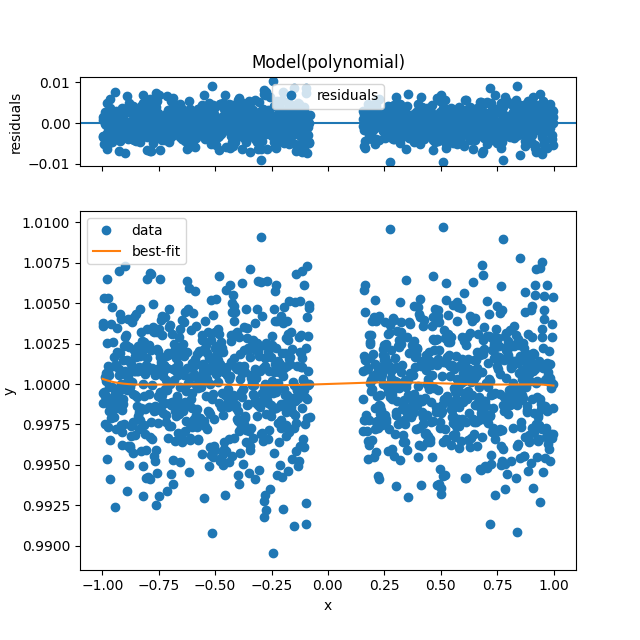 Model(polynomial)
0.01
0.00
−0.01
residuals
residuals
1.0100
1.0075
1.0050
1.0025
1.0000
0.9975
0.9950
0.9925
0.9900
y
data
best-fit
−1.00 −0.75 −0.50 −0.25 0.00 0.25 0.50 0.75 1.00
x